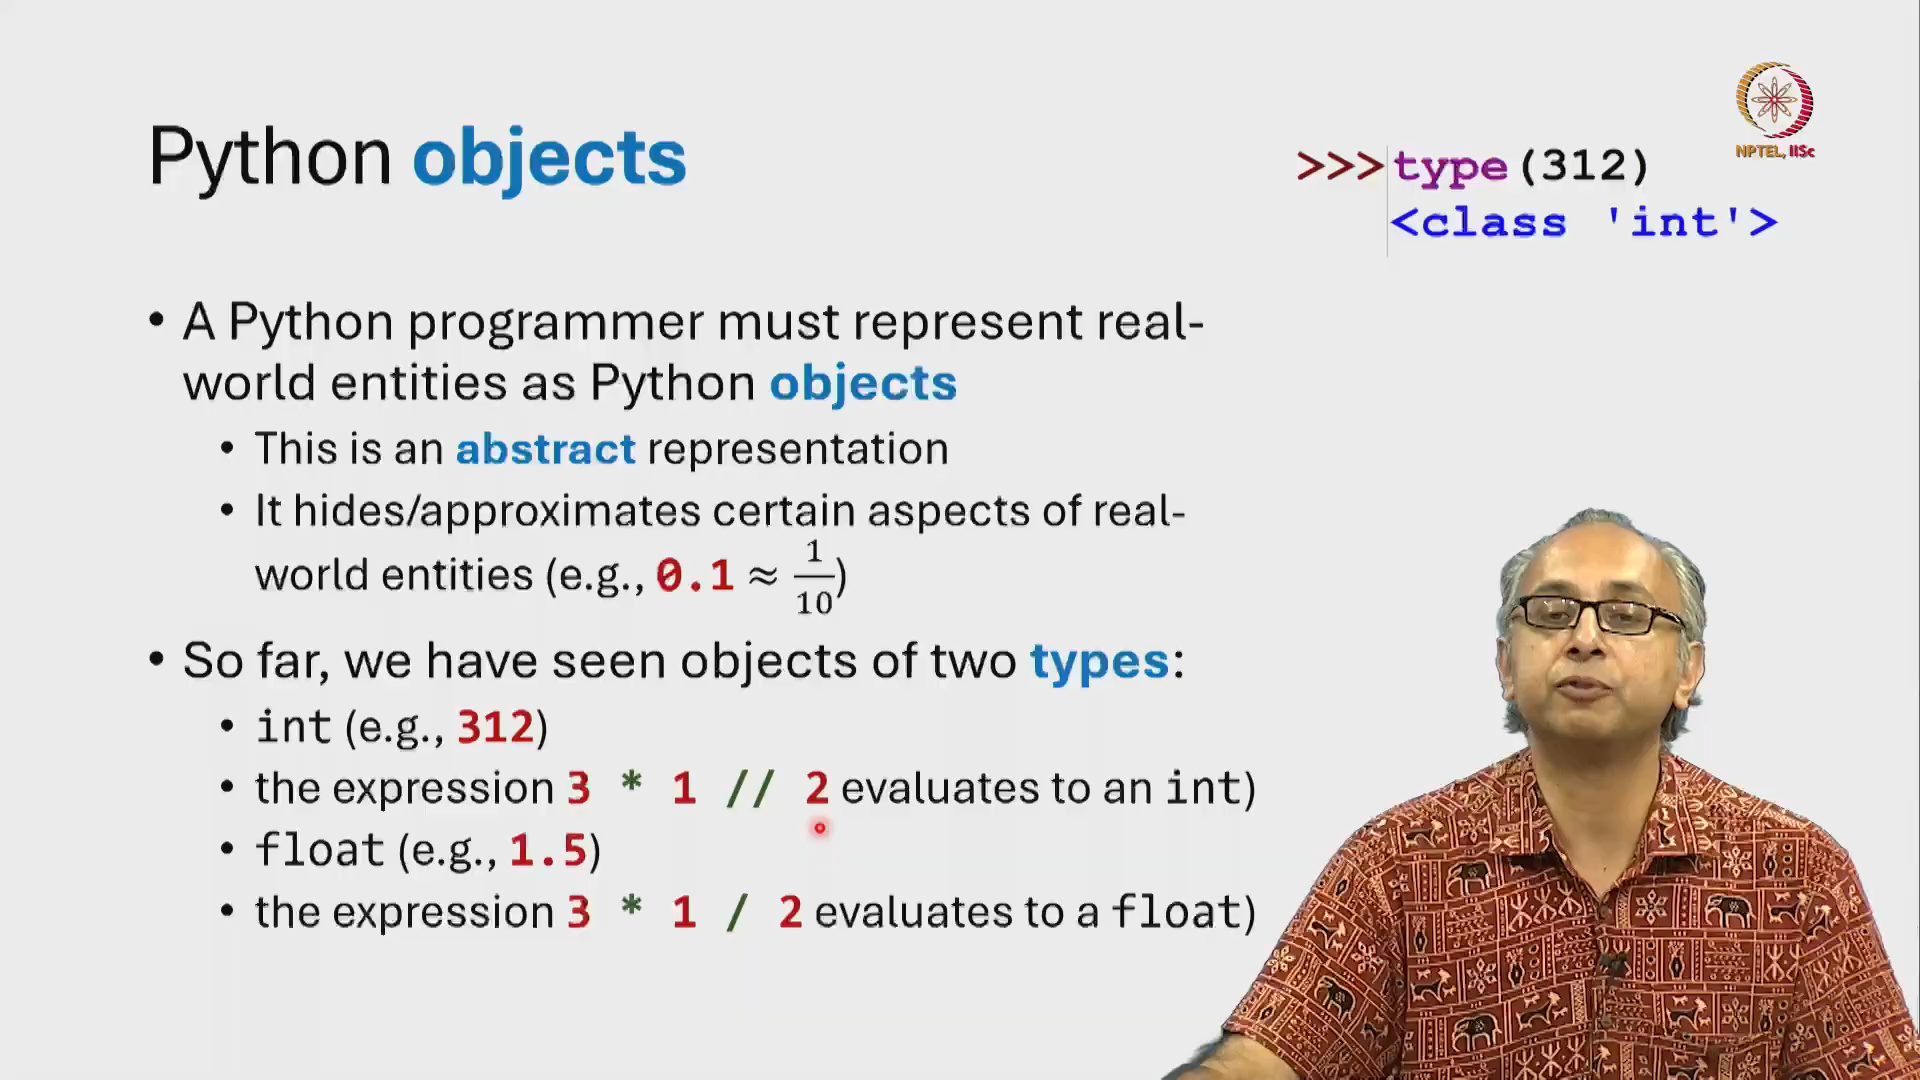 Python objects
>>> type(312)
<class 'int'>
NPTEL, IISc
• A Python programmer must represent real-
world entities as Python objects
• This is an abstract representation
• It hides/approximates certain aspects of real-
world entities (e.g., 0.1 ≈ 1/10)
• So far, we have seen objects of two types:
• int (e.g., 312)
• the expression 3 * 1 // 2 evaluates to an int)
• float (e.g., 1.5)
• the expression 3 * 1 / 2 evaluates to a float)